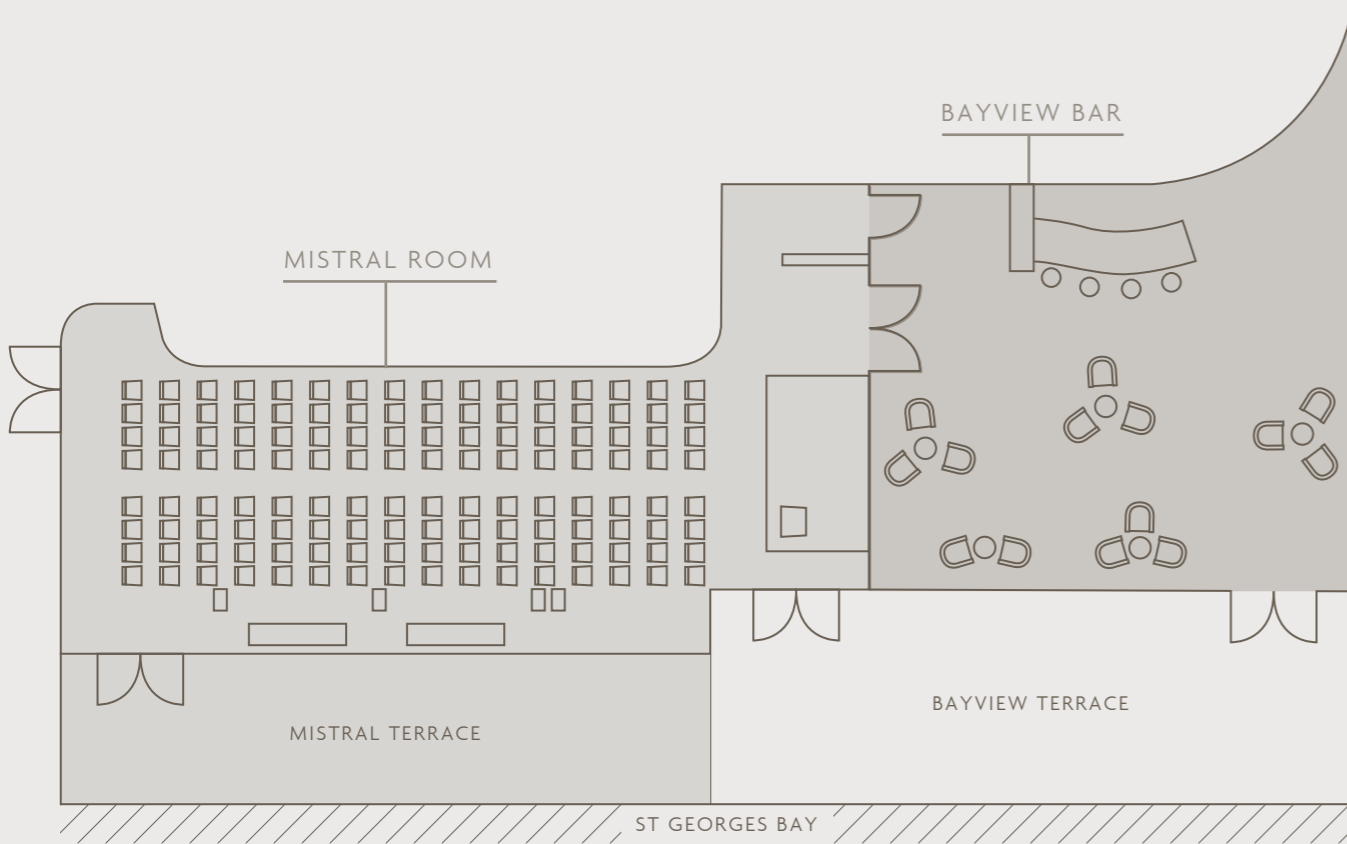 BAYVIEW BAR
MISTRAL ROOM
BAYVIEW TERRACE
MISTRAL TERRACE
ST GEORGES BAY